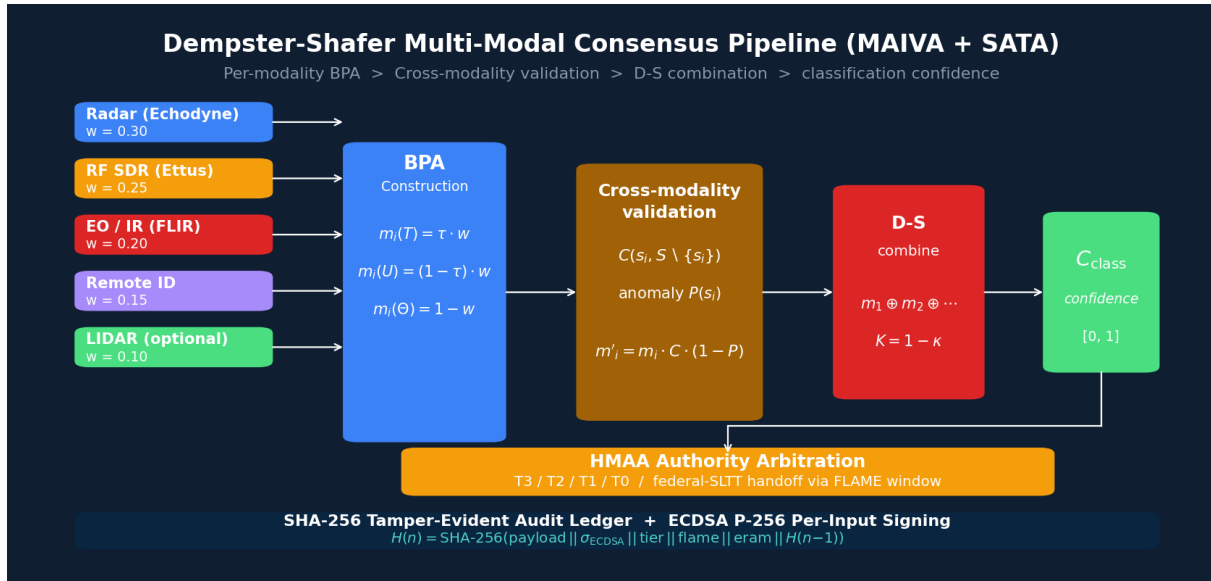 Dempster-Shafer Multi-Modal Consensus Pipeline (MAIVA + SATA)
Per-modality BPA > Cross-modality validation > D-S combination > classification confidence
Radar (Echodyne)
w = 0.30
RF SDR (Ettus)
w = 0.25
EO / IR (FLIR)
w = 0.20
Remote ID
w = 0.15
LIDAR (optional)
w = 0.10
BPA
Construction
mᵢ(T) = τ · w
mᵢ(U) = (1 − τ) · w
mᵢ(Θ) = 1 − w
Cross-modality
validation
C(sᵢ, S \ {sᵢ})
anomaly P(sᵢ)
m'ᵢ = mᵢ · C · (1 − P)
D-S
combine
m₁ ⊕ m₂ ⊕ ⋯
K = 1 − κ
C_class
confidence
[0, 1]
HMAA Authority Arbitration
T3 / T2 / T1 / T0 / federal-SLTT handoff via FLAME window
SHA-256 Tamper-Evident Audit Ledger + ECDSA P-256 Per-Input Signing
H(n) = SHA-256(payload || σ_ECDSA || tier || flame || eram || H(n−1))